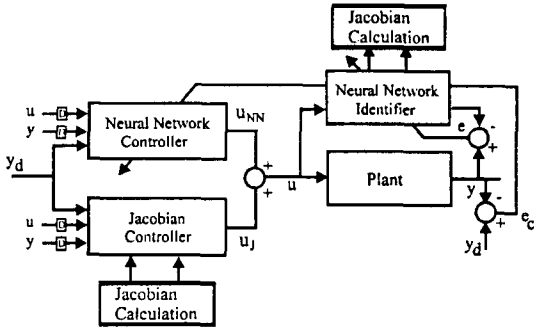 Jacobian
Calculation
u
y
Neural Network
Controller
u_NN
Neural Network
Identifier
e
-
+
y_d
+
+
u
Plant
y
-
+
e_c
y_d
u
y
Jacobian
Controller
u_J
Jacobian
Calculation